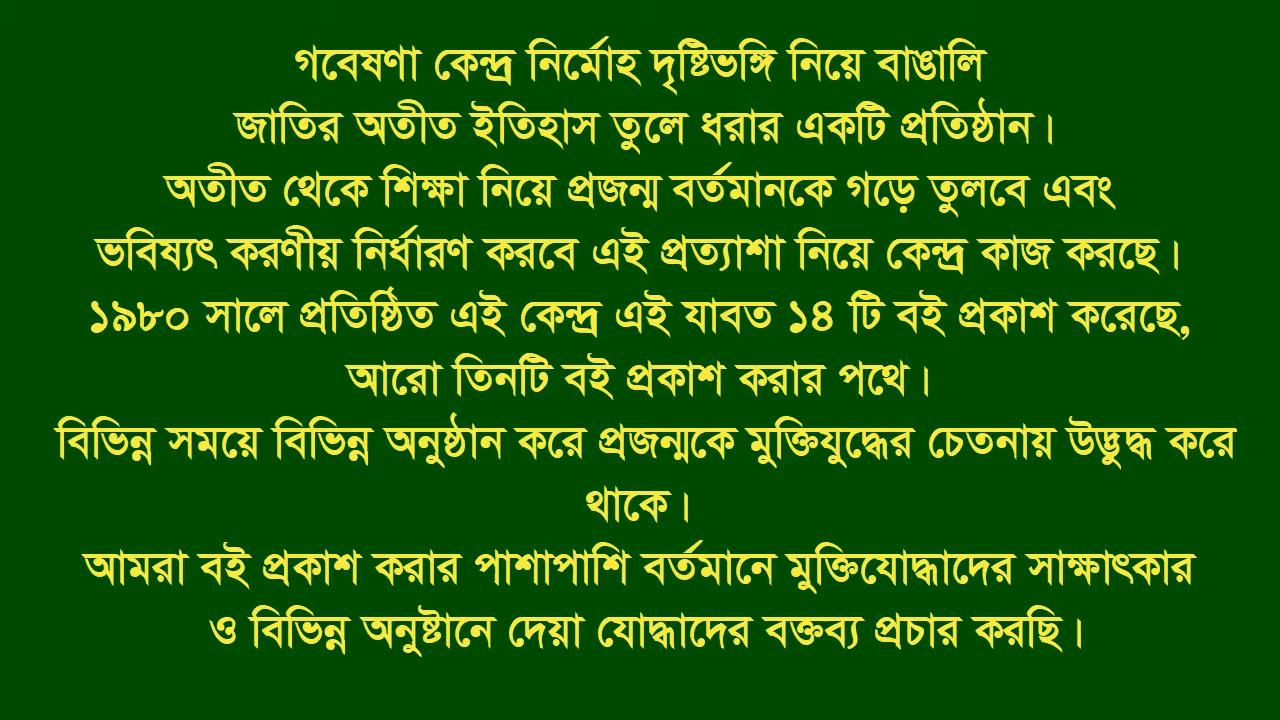 গবেষণা কেন্দ্র নির্মোহ দৃষ্টিভঙ্গি নিয়ে বাঙালি
জাতির অতীত ইতিহাস তুলে ধরার একটি প্রতিষ্ঠান।
অতীত থেকে শিক্ষা নিয়ে প্রজন্ম বর্তমানকে গড়ে তুলবে এবং
ভবিষ্যৎ করণীয় নির্ধারণ করবে এই প্রত্যাশা নিয়ে কেন্দ্র কাজ করছে।
১৯৮০ সালে প্রতিষ্ঠিত এই কেন্দ্র এই যাবত ১৪ টি বই প্রকাশ করেছে,
আরো তিনটি বই প্রকাশ করার পথে।
বিভিন্ন সময়ে বিভিন্ন অনুষ্ঠান করে প্রজন্মকে মুক্তিযুদ্ধের চেতনায় উদ্ভুদ্ধ করে
থাকে।
আমরা বই প্রকাশ করার পাশাপাশি বর্তমানে মুক্তিযোদ্ধাদের সাক্ষাৎকার
ও বিভিন্ন অনুষ্টানে দেয়া যোদ্ধাদের বক্তব্য প্রচার করছি।